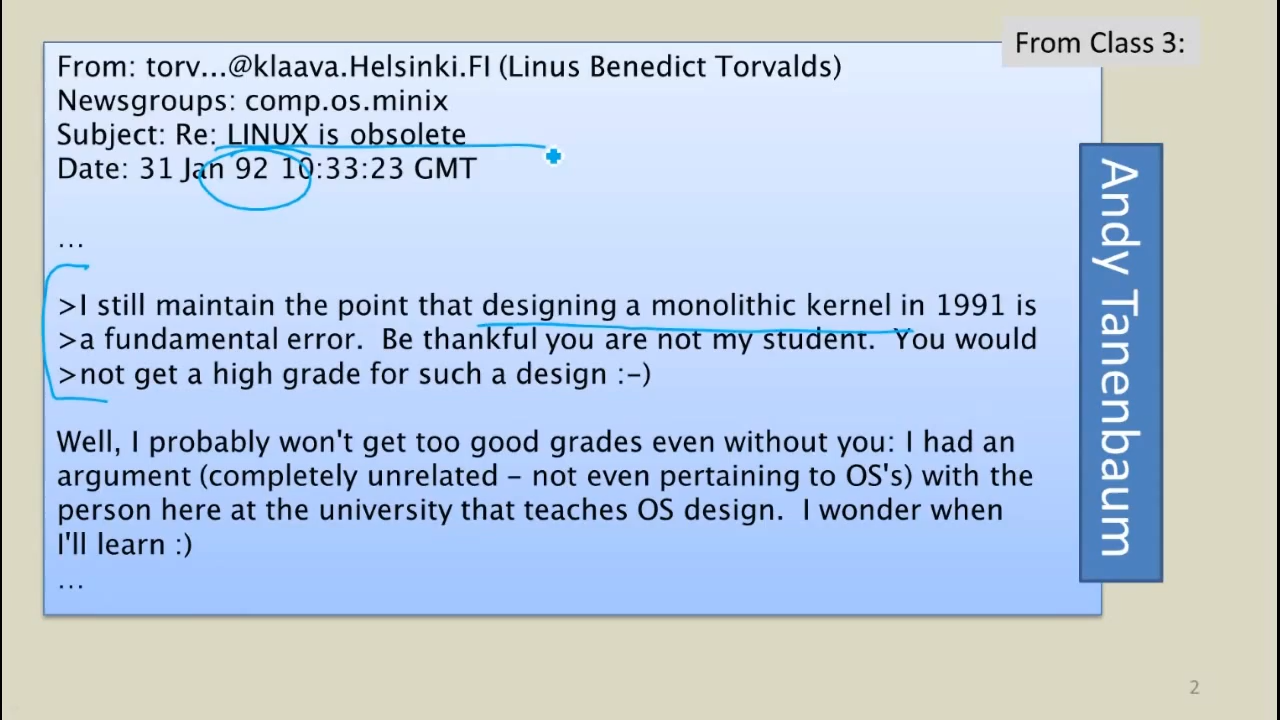 From Class 3:
From: torv...@klaava.Helsinki.FI (Linus Benedict Torvalds)
Newsgroups: comp.os.minix
Subject: Re: LINUX is obsolete
Date: 31 Jan 92 10:33:23 GMT
...
>I still maintain the point that designing a monolithic kernel in 1991 is
>a fundamental error.  Be thankful you are not my student.  You would
>not get a high grade for such a design :-)
Well, I probably won't get too good grades even without you: I had an
argument (completely unrelated – not even pertaining to OS's) with the
person here at the university that teaches OS design.  I wonder when
I'll learn :)
...
Andy Tanenbaum
2